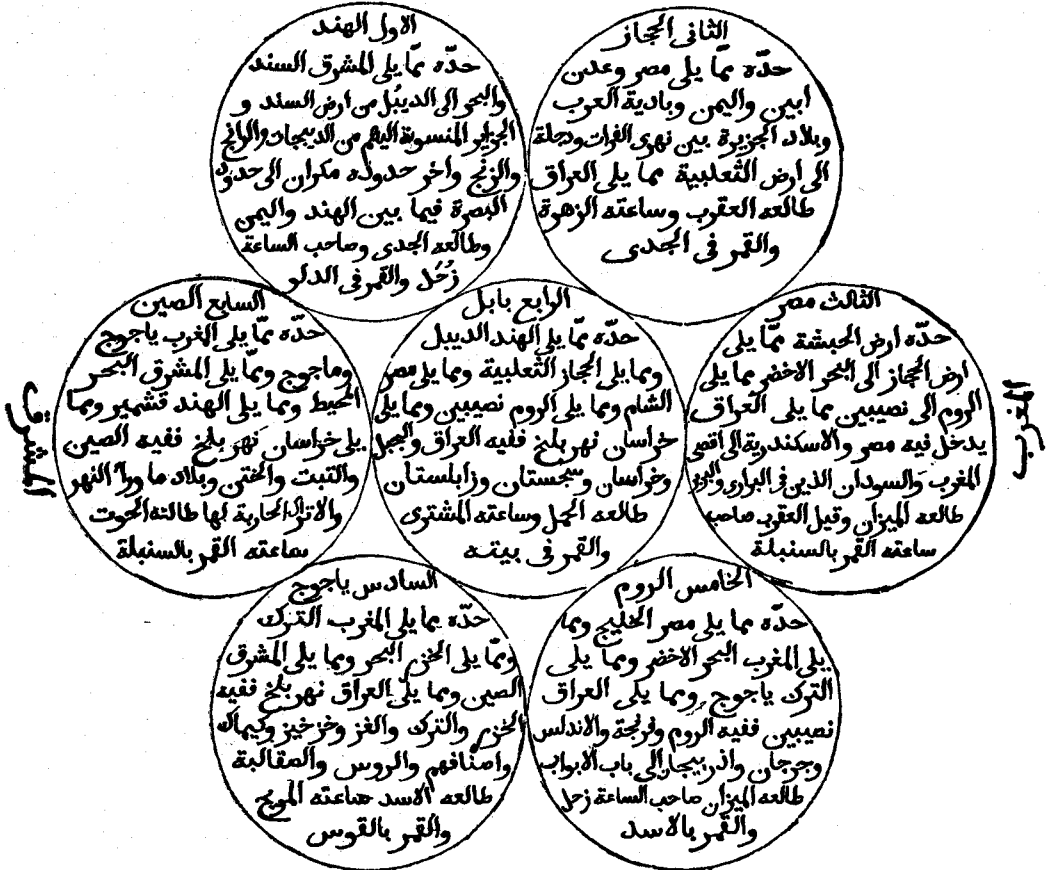 الاول الهند
حدّه ممّا يلى المشرق السند
والبحر الى الديبُل من ارض السند و
الجزاير المنسوبة اليهم من الديبجات والرانج
والزنج واخر حدوده مكران الى حدود
البصرة فيما بين الهند واليمن
وطالعه الجدى وصاحب الساعة
زُحَل والقمر فى الدلو
الثانى الحجاز
حدّه ممّا يلى مصر وعدن
ابين واليمن وبادية العرب
وبلاد الجزيرة بين نهرى الفرات ودجلة
الى ارض الثعلبية مما يلى العراق
طالعه العقرب وساعته الزهرة
والقمر فى الجدى
الثالث مصر
حدّه ارض الحبشة ممّا يلى
ارض الحجاز الى البحر الاخضر مما يلى
الروم الى نصيبين مما يلى العراق
يدخل فيه مصر والاسكندرية الى اقصى
المغرب والسودان الذين فى البرارى والبربر
طالعه الميزان وقيل العقرب صاحب
ساعته القمر بالسنبلة
الرابع بابل
حدّه ممّا يلى الهند الديبل
ومما يلى الحجاز الثعلبية ومما يلى مصر
الشام ومما يلى الروم نصيبين ومما يلى
خراسان نهر بلخ ففيه العراق والجبل
وخراسان وسجستان وزابلستان
طالعه الحمل وساعته المشترى
والقمر فى بيته
السابع الصين
حدّه ممّا يلى الغرب ياجوج
وماجوج وممّا يلى المشرق البحر
المحيط ومما يلى الهند قشمير ومما
يلى خراسان نهر بلخ ففيه الصين
والتبت والختن وبلاد ما وراء النهر
والاتراك الحاربة لها طالعه الحوت
ساعته القمر بالسنبلة
الخامس الروم
حدّه مما يلى مصر الخليج ومما
يلى المغرب البحر الاخضر ومما يلى
الترك ياجوج ومما يلى العراق
نصيبين ففيه الروم وفرنجة والاندلس
وجرجان واذربيجان الى باب الابواب
طالعه الميزان صاحب الساعة زحل
والقمر بالاسد
السادس ياجوج
حدّه مما يلى المغرب الترك
وممّا يلى الخزر البحر ومما يلى المشرق
الصين ومما يلى العراق نهر بلخ ففيه
الخزر والترك والغز وخرخيز وكيماك
واصنافهم والروس والصقالبة
طالعه الاسد ساعته المريخ
والقمر بالقوس
المغرب
المشرق